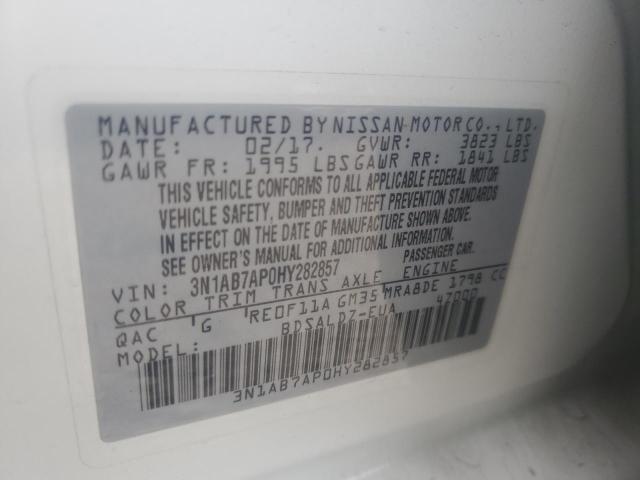 MANUFACTURED BY NISSAN MOTOR CO., LTD.
DATE: 02/17. GVWR: 3823 LBS
GAWR FR: 1995 LBS GAWR RR: 1841 LBS
THIS VEHICLE CONFORMS TO ALL APPLICABLE FEDERAL MOTOR
VEHICLE SAFETY, BUMPER AND THEFT PREVENTION STANDARDS
IN EFFECT ON THE DATE OF MANUFACTURE SHOWN ABOVE.
SEE OWNER'S MANUAL FOR ADDITIONAL INFORMATION.
VIN: 3N1AB7AP0HY282857 PASSENGER CAR.
COLOR TRIM TRANS AXLE ENGINE
QAC G RE0F11A GM35 MRA8DE 1798 CC
MODEL: BDSALDZ-EUA 47000
3N1AB7AP0HY282857